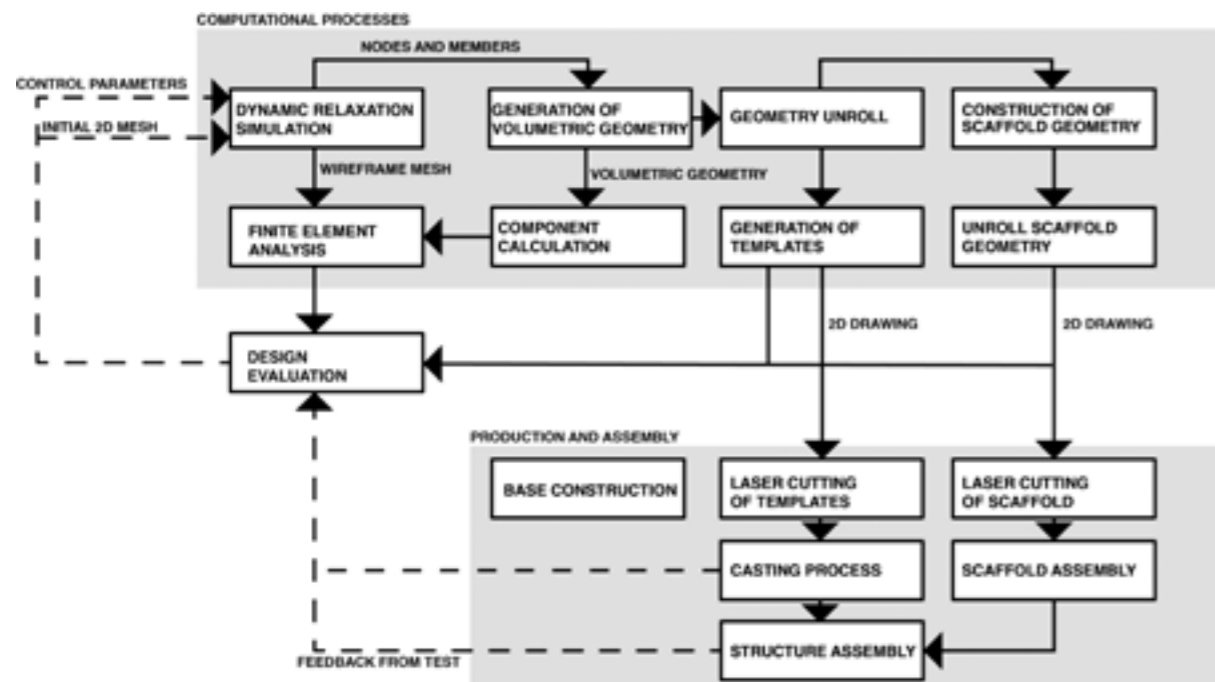 COMPUTATIONAL PROCESSES
NODES AND MEMBERS
CONTROL PARAMETERS
INITIAL 2D MESH
DYNAMIC RELAXATION
SIMULATION
GENERATION OF
VOLUMETRIC GEOMETRY
GEOMETRY UNROLL
CONSTRUCTION OF
SCAFFOLD GEOMETRY
WIREFRAME MESH
VOLUMETRIC GEOMETRY
FINITE ELEMENT
ANALYSIS
COMPONENT
CALCULATION
GENERATION OF
TEMPLATES
UNROLL SCAFFOLD
GEOMETRY
2D DRAWING
2D DRAWING
DESIGN
EVALUATION
PRODUCTION AND ASSEMBLY
BASE CONSTRUCTION
LASER CUTTING
OF TEMPLATES
LASER CUTTING
OF SCAFFOLD
CASTING PROCESS
SCAFFOLD ASSEMBLY
STRUCTURE ASSEMBLY
FEEDBACK FROM TEST